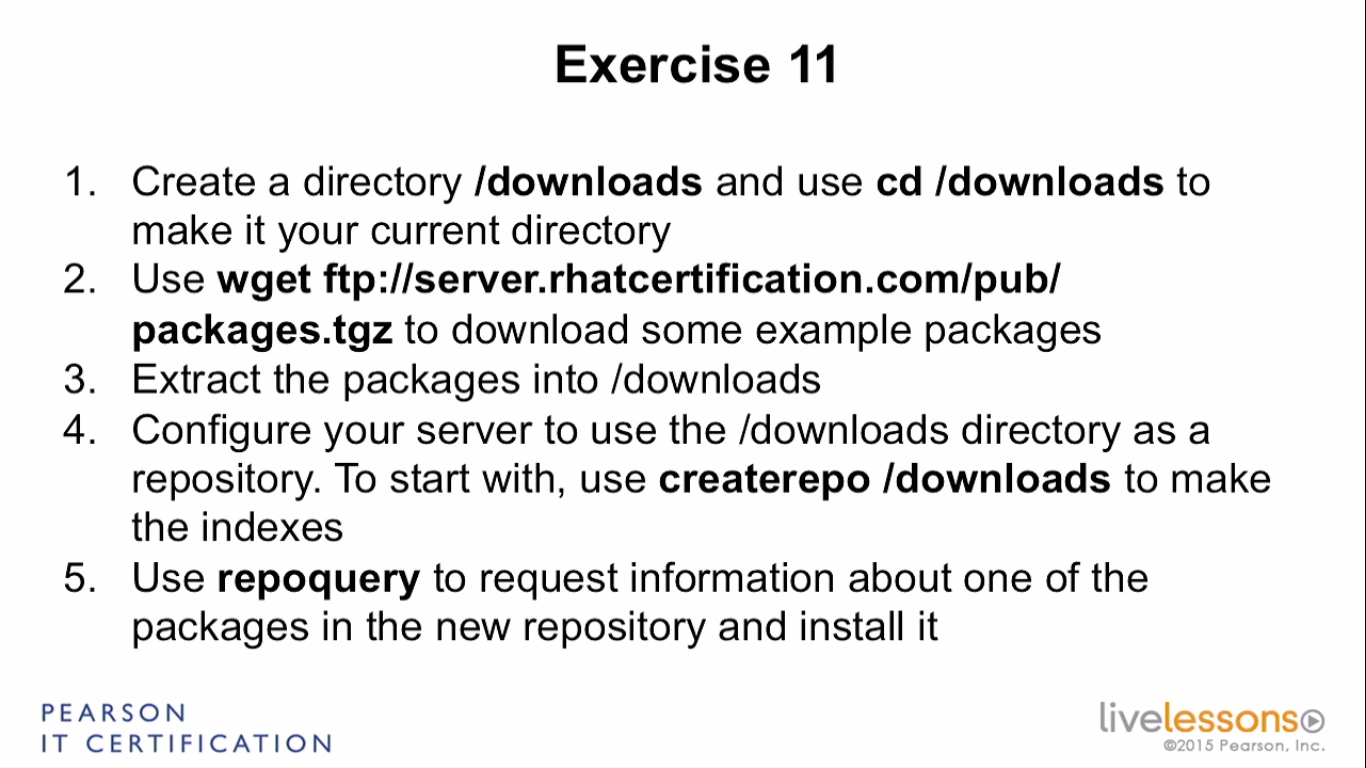 Exercise 11
1. Create a directory /downloads and use cd /downloads to
make it your current directory
2. Use wget ftp://server.rhatcertification.com/pub/
packages.tgz to download some example packages
3. Extract the packages into /downloads
4. Configure your server to use the /downloads directory as a
repository. To start with, use createrepo /downloads to make
the indexes
5. Use repoquery to request information about one of the
packages in the new repository and install it
PEARSON
IT CERTIFICATION
livelessons
©2015 Pearson, Inc.